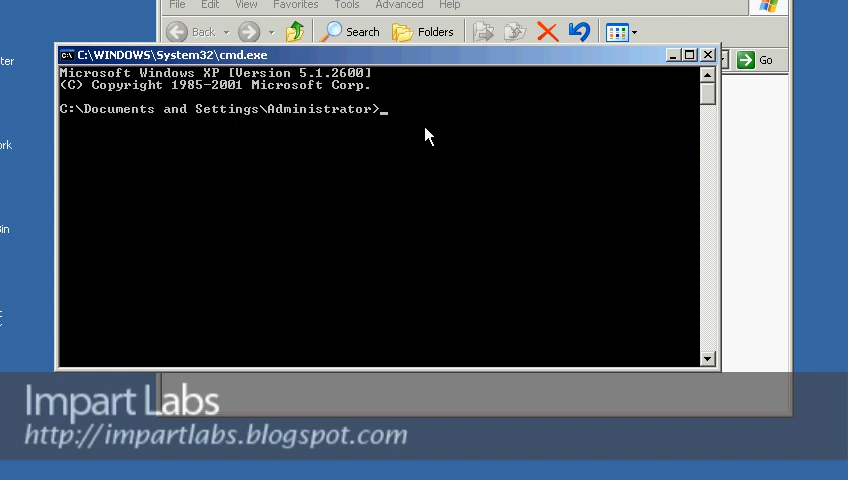 File Edit View Favorites Tools Advanced Help
Back Search Folders
C:\WINDOWS\System32\cmd.exe
Go
Microsoft Windows XP [Version 5.1.2600]
(C) Copyright 1985-2001 Microsoft Corp.
C:\Documents and Settings\Administrator>_
Impart Labs
http://impartlabs.blogspot.com